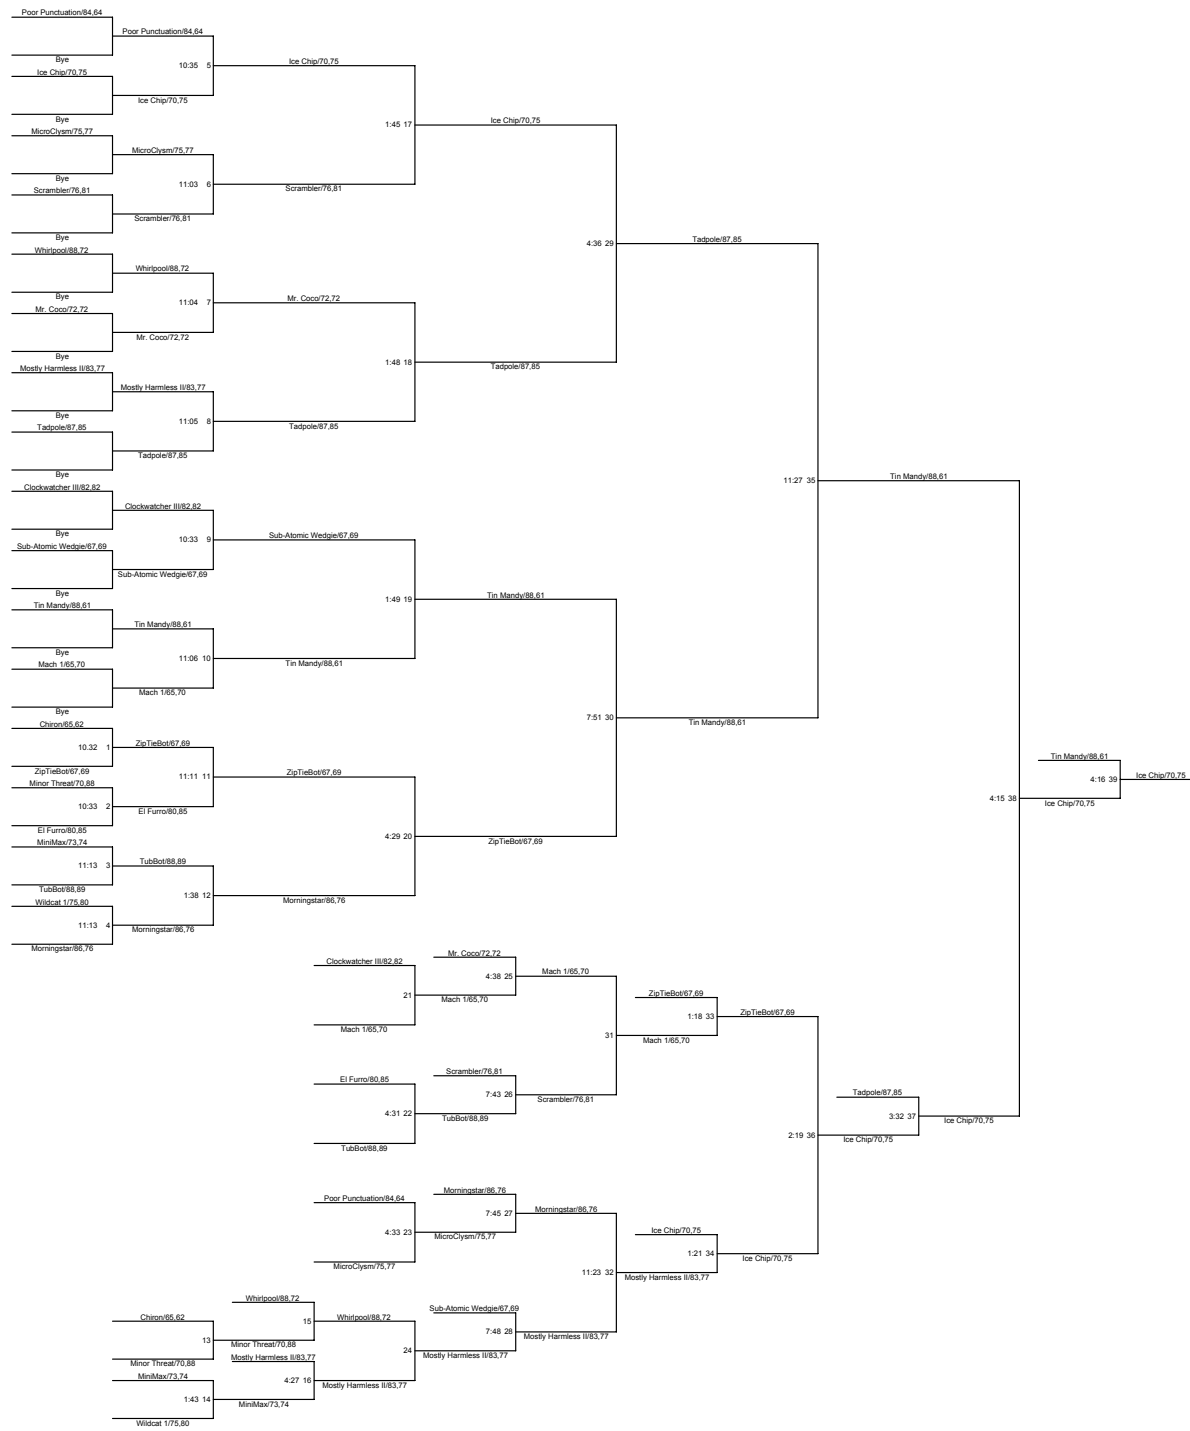 Poor Punctuation/84,64
Poor Punctuation/84,64
10:35 5
Bye
Ice Chip/70,75
Ice Chip/70,75
Ice Chip/70,75
Bye
1:45 17
Ice Chip/70,75
MicroClysm/75,77
MicroClysm/75,77
Bye
11:03 6
Scrambler/76,81
Scrambler/76,81
Scrambler/76,81
Bye
4:36 29
Tadpole/87,85
Whirlpool/88,72
Whirlpool/88,72
Bye
11:04 7
Mr. Coco/72,72
Mr. Coco/72,72
Mr. Coco/72,72
Bye
1:48 18
Tadpole/87,85
Mostly Harmless II/83,77
Mostly Harmless II/83,77
Bye
11:05 8
Tadpole/87,85
Tadpole/87,85
Tadpole/87,85
Bye
11:27 35
Tin Mandy/88,61
Clockwatcher III/82,82
Clockwatcher III/82,82
Bye
10:33 9
Sub-Atomic Wedgie/67,69
Sub-Atomic Wedgie/67,69
Sub-Atomic Wedgie/67,69
Bye
1:49 19
Tin Mandy/88,61
Tin Mandy/88,61
Tin Mandy/88,61
Bye
11:06 10
Tin Mandy/88,61
Mach 1/65,70
Mach 1/65,70
Bye
7:51 30
Tin Mandy/88,61
Chiron/65,62
10.32 1
ZipTieBot/67,69
ZipTieBot/67,69
11:11 11
ZipTieBot/67,69
Minor Threat/70,88
10:33 2
El Furro/80,85
El Furro/80,85
4:29 20
ZipTieBot/67,69
MiniMax/73,74
11:13 3
TubBot/88,89
TubBot/88,89
1:38 12
Morningstar/86,76
Wildcat 1/75,80
11:13 4
Morningstar/86,76
Morningstar/86,76
Tin Mandy/88,61
4:16 39
Ice Chip/70,75
4:15 38
Ice Chip/70,75
Clockwatcher III/82,82
21
Mach 1/65,70
Mr. Coco/72,72
4:38 25
Mach 1/65,70
Mach 1/65,70
31
ZipTieBot/67,69
1:18 33
ZipTieBot/67,69
Mach 1/65,70
El Furro/80,85
4:31 22
TubBot/88,89
Scrambler/76,81
7:43 26
Scrambler/76,81
TubBot/88,89
2:19 36
Tadpole/87,85
3:32 37
Ice Chip/70,75
Ice Chip/70,75
Poor Punctuation/84,64
4:33 23
MicroClysm/75,77
Morningstar/86,76
7:45 27
Morningstar/86,76
MicroClysm/75,77
11:23 32
Ice Chip/70,75
1:21 34
Ice Chip/70,75
Mostly Harmless II/83,77
Chiron/65,62
13
Minor Threat/70,88
Whirlpool/88,72
15
Whirlpool/88,72
Minor Threat/70,88
24
Sub-Atomic Wedgie/67,69
7:48 28
Mostly Harmless II/83,77
Mostly Harmless II/83,77
Mostly Harmless II/83,77
4:27 16
Mostly Harmless II/83,77
MiniMax/73,74
1:43 14
MiniMax/73,74
Wildcat 1/75,80